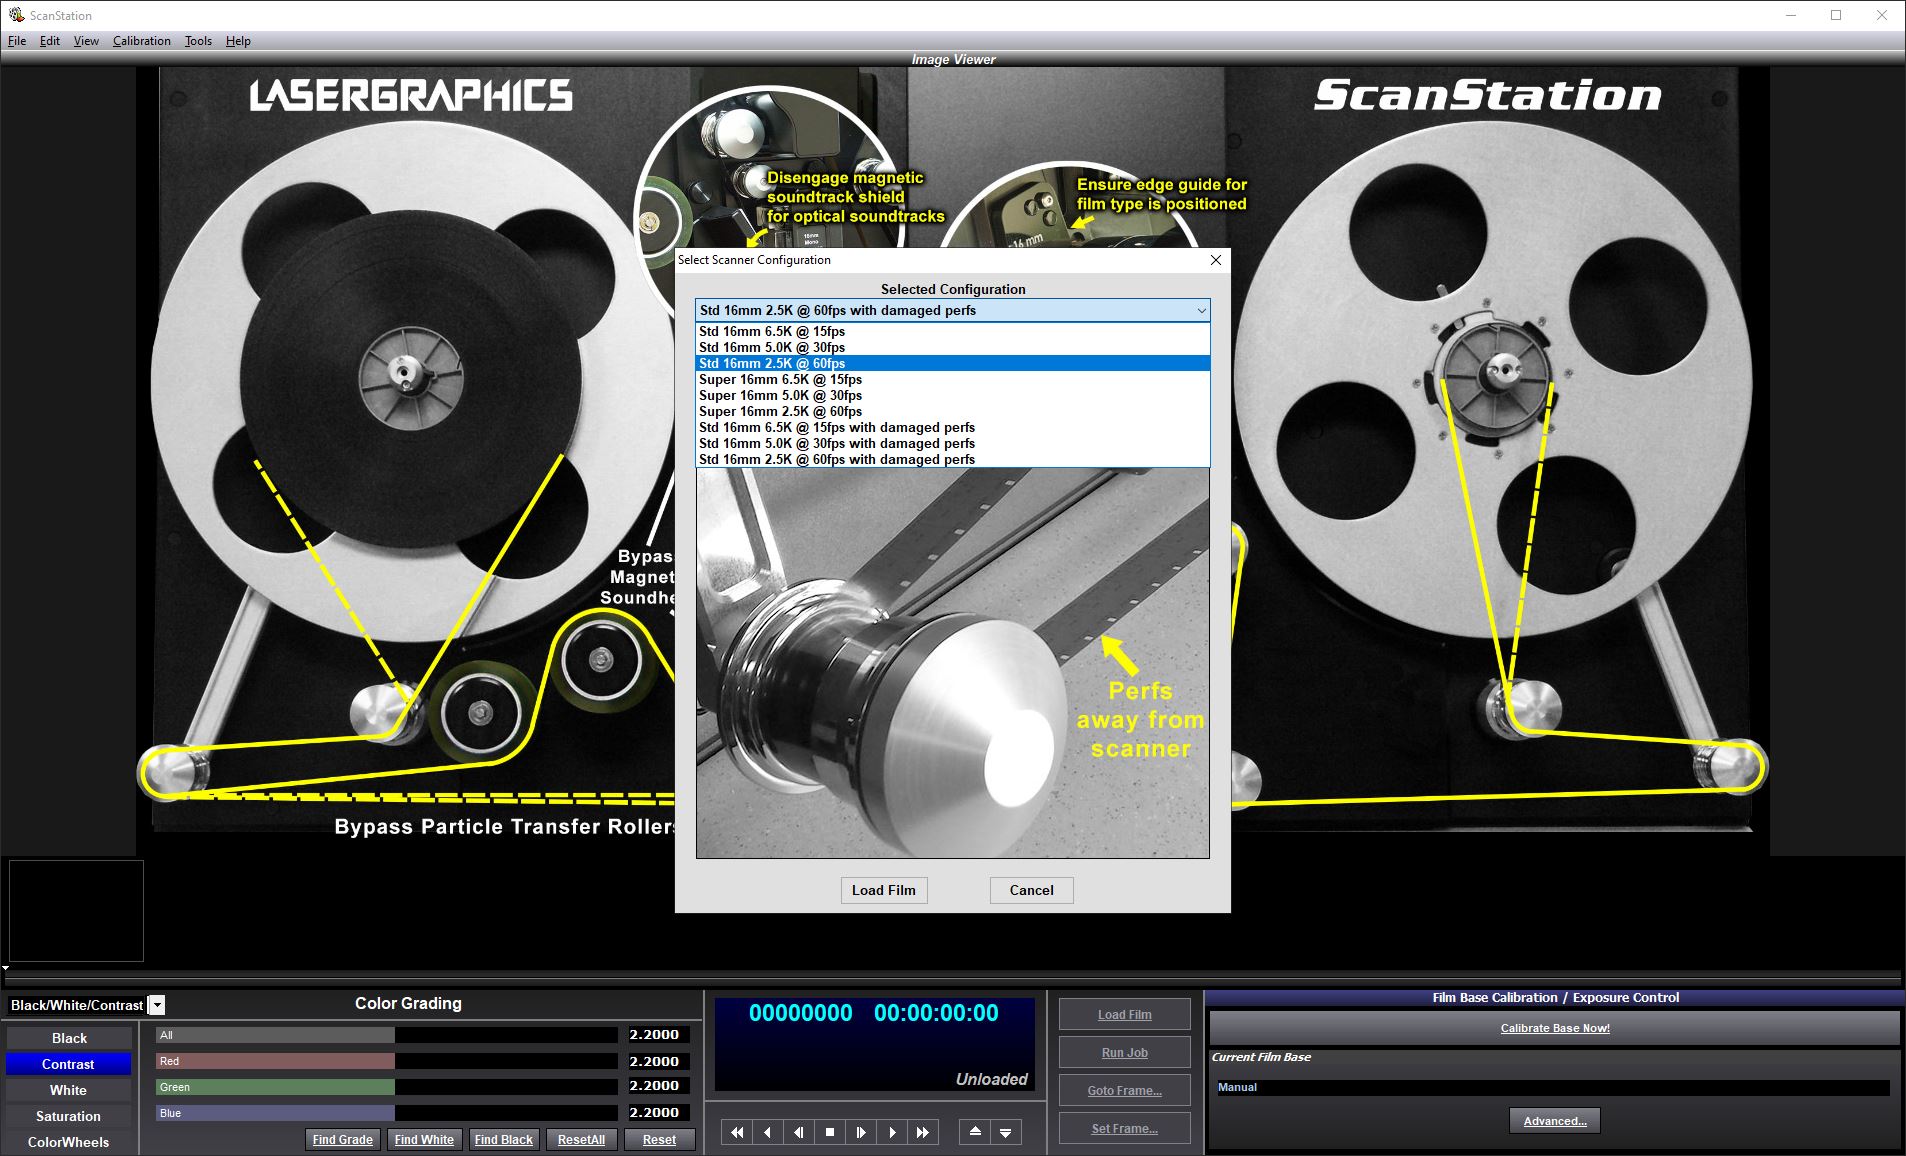 ScanStation
File Edit View Calibration Tools Help
Image Viewer
LASERGRAPHICS
ScanStation
Disengage magnetic
soundtrack shield
for optical soundtracks
Ensure edge guide for
film type is positioned
16mm
Mono
16 mm
Select Scanner Configuration
Selected Configuration
Std 16mm 2.5K @ 60fps with damaged perfs
Std 16mm 6.5K @ 15fps
Std 16mm 5.0K @ 30fps
Std 16mm 2.5K @ 60fps
Super 16mm 6.5K @ 15fps
Super 16mm 5.0K @ 30fps
Super 16mm 2.5K @ 60fps
Std 16mm 6.5K @ 15fps with damaged perfs
Std 16mm 5.0K @ 30fps with damaged perfs
Std 16mm 2.5K @ 60fps with damaged perfs
Bypas
Magnet
Soundhe
Perfs
away from
scanner
Bypass Particle Transfer Rollers
Load Film Cancel
Black/White/Contrast
Color Grading
Black
Contrast
White
Saturation
ColorWheels
All 2.2000
Red 2.2000
Green 2.2000
Blue 2.2000
Find Grade Find White Find Black ResetAll Reset
00000000 00:00:00:00
Unloaded
Load Film
Run Job
Goto Frame...
Set Frame...
Film Base Calibration / Exposure Control
Calibrate Base Now!
Current Film Base
Manual
Advanced...